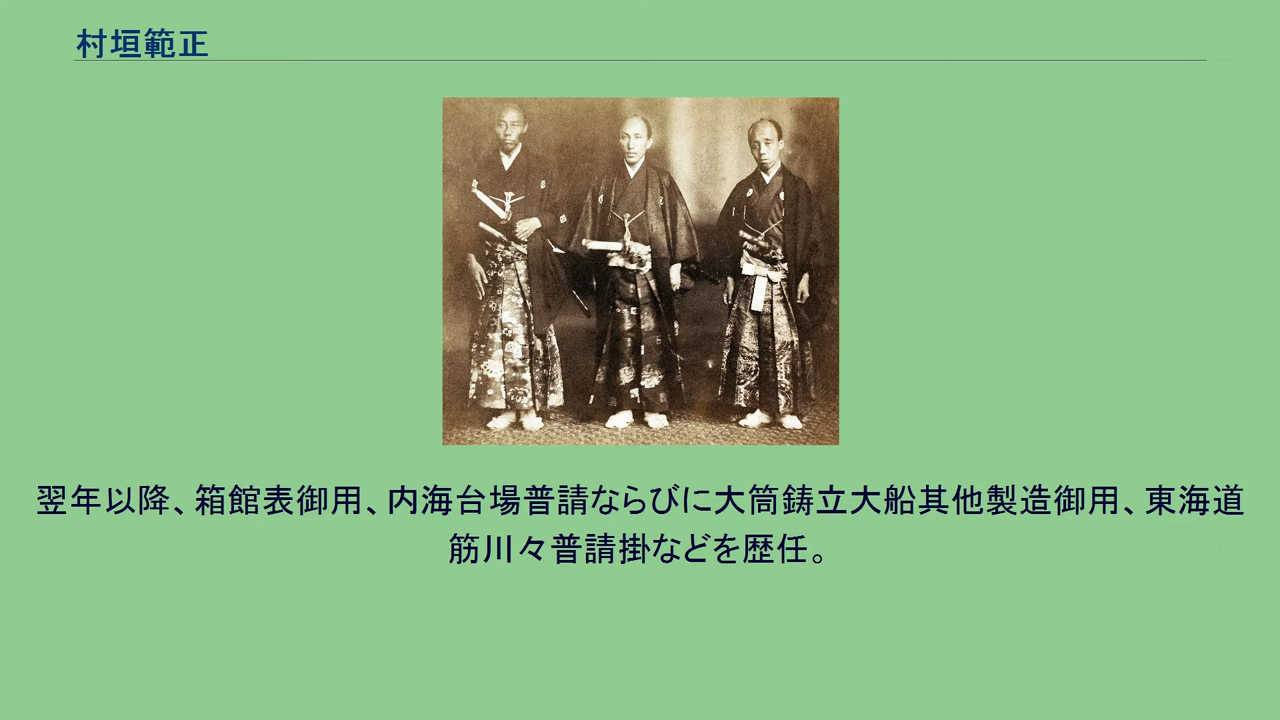 村垣範正
翌年以降、箱館表御用、内海台場普請ならびに大筒鋳立大船其他製造御用、東海道
筋川々普請掛などを歴任。